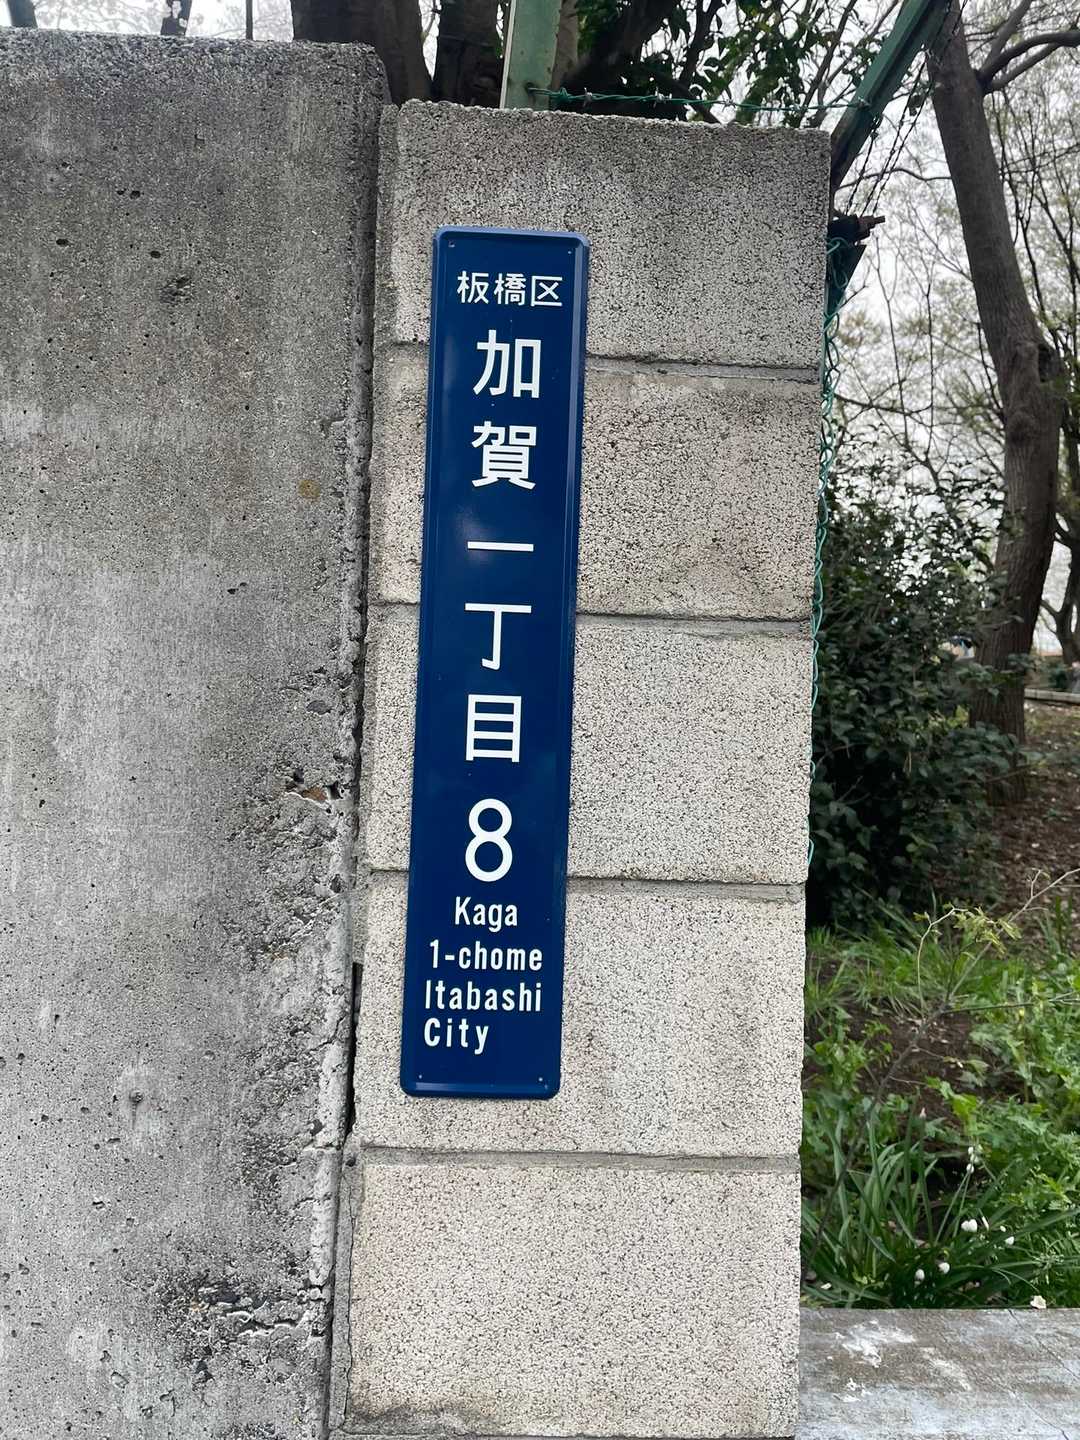 板橋区
加賀一丁目8
Kaga
1-chome
Itabashi
City